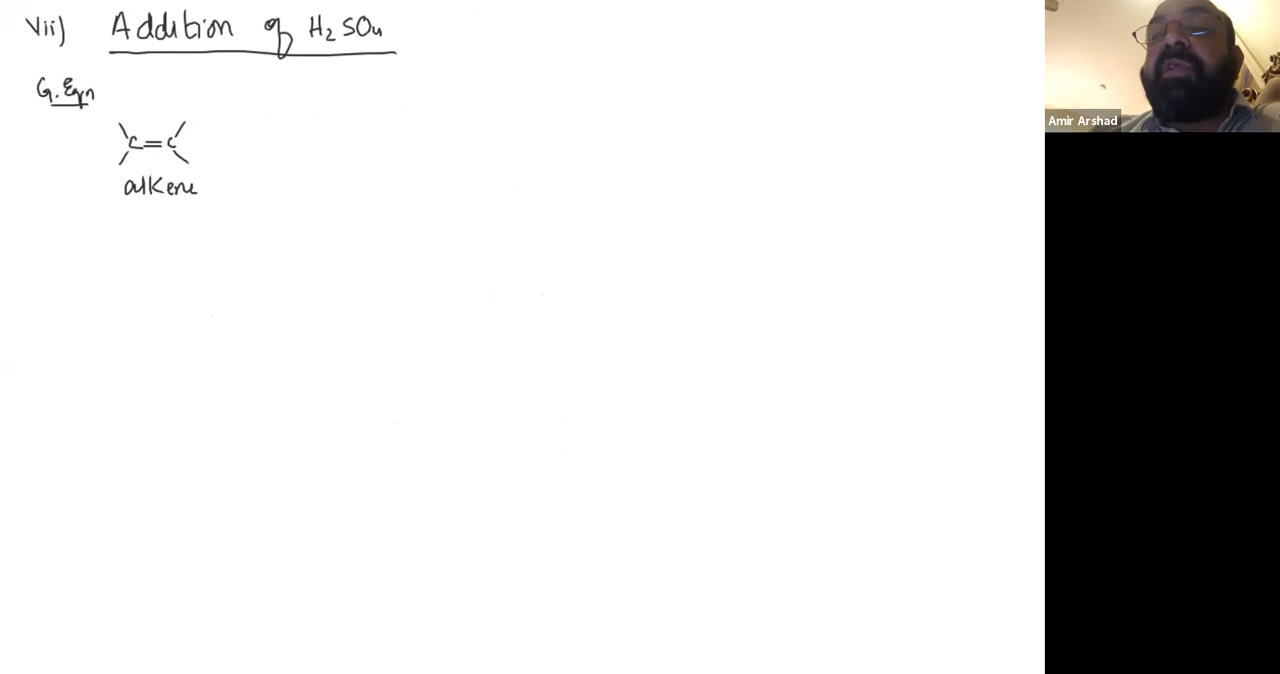 Vii) Addition of H2SO4
G. Eqn
C=C
alkene
Amir Arshad